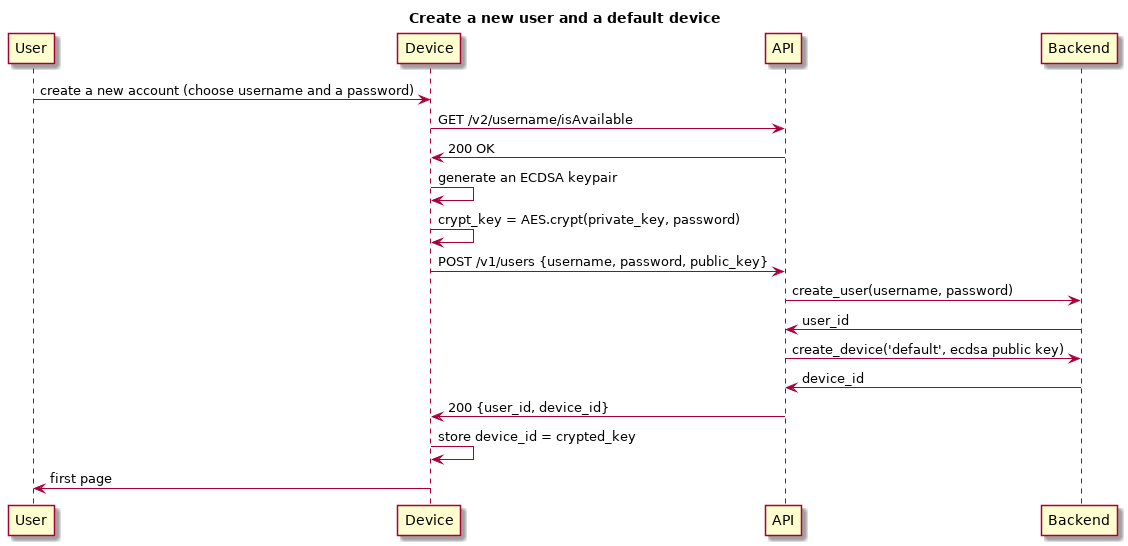 Create a new user and a default device
User
Device
API
Backend
create a new account (choose username and a password)
GET /v2/username/isAvailable
200 OK
generate an ECDSA keypair
crypt_key = AES.crypt(private_key, password)
POST /v1/users {username, password, public_key}
create_user(username, password)
user_id
create_device('default', ecdsa public key)
device_id
200 {user_id, device_id}
store device_id = crypted_key
first page
User
Device
API
Backend